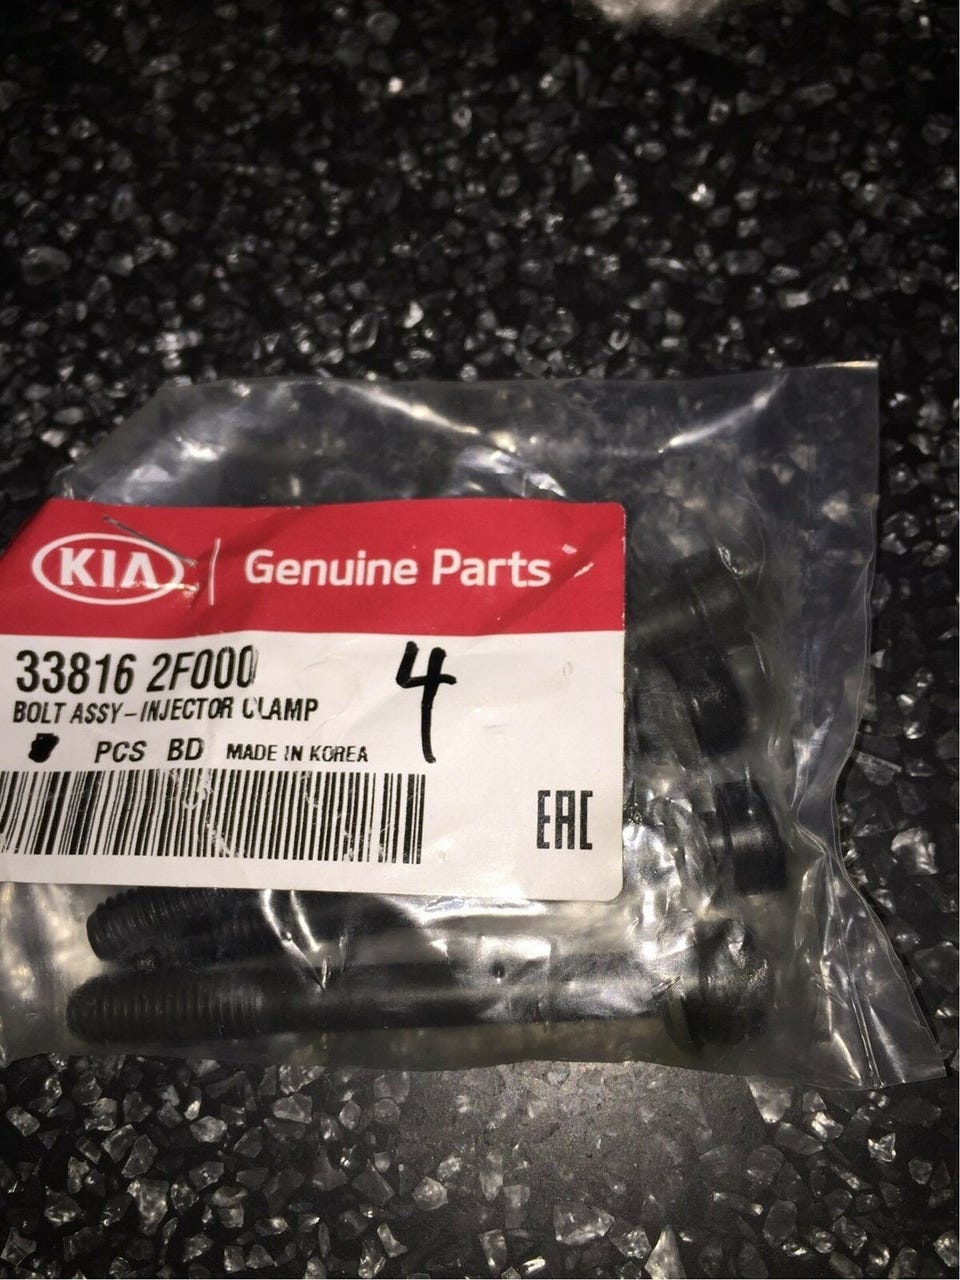 KIA Genuine Parts
33816 2F000
4
BOLT ASSY-INJECTOR CLAMP
PCS BD MADE IN KOREA
EAC